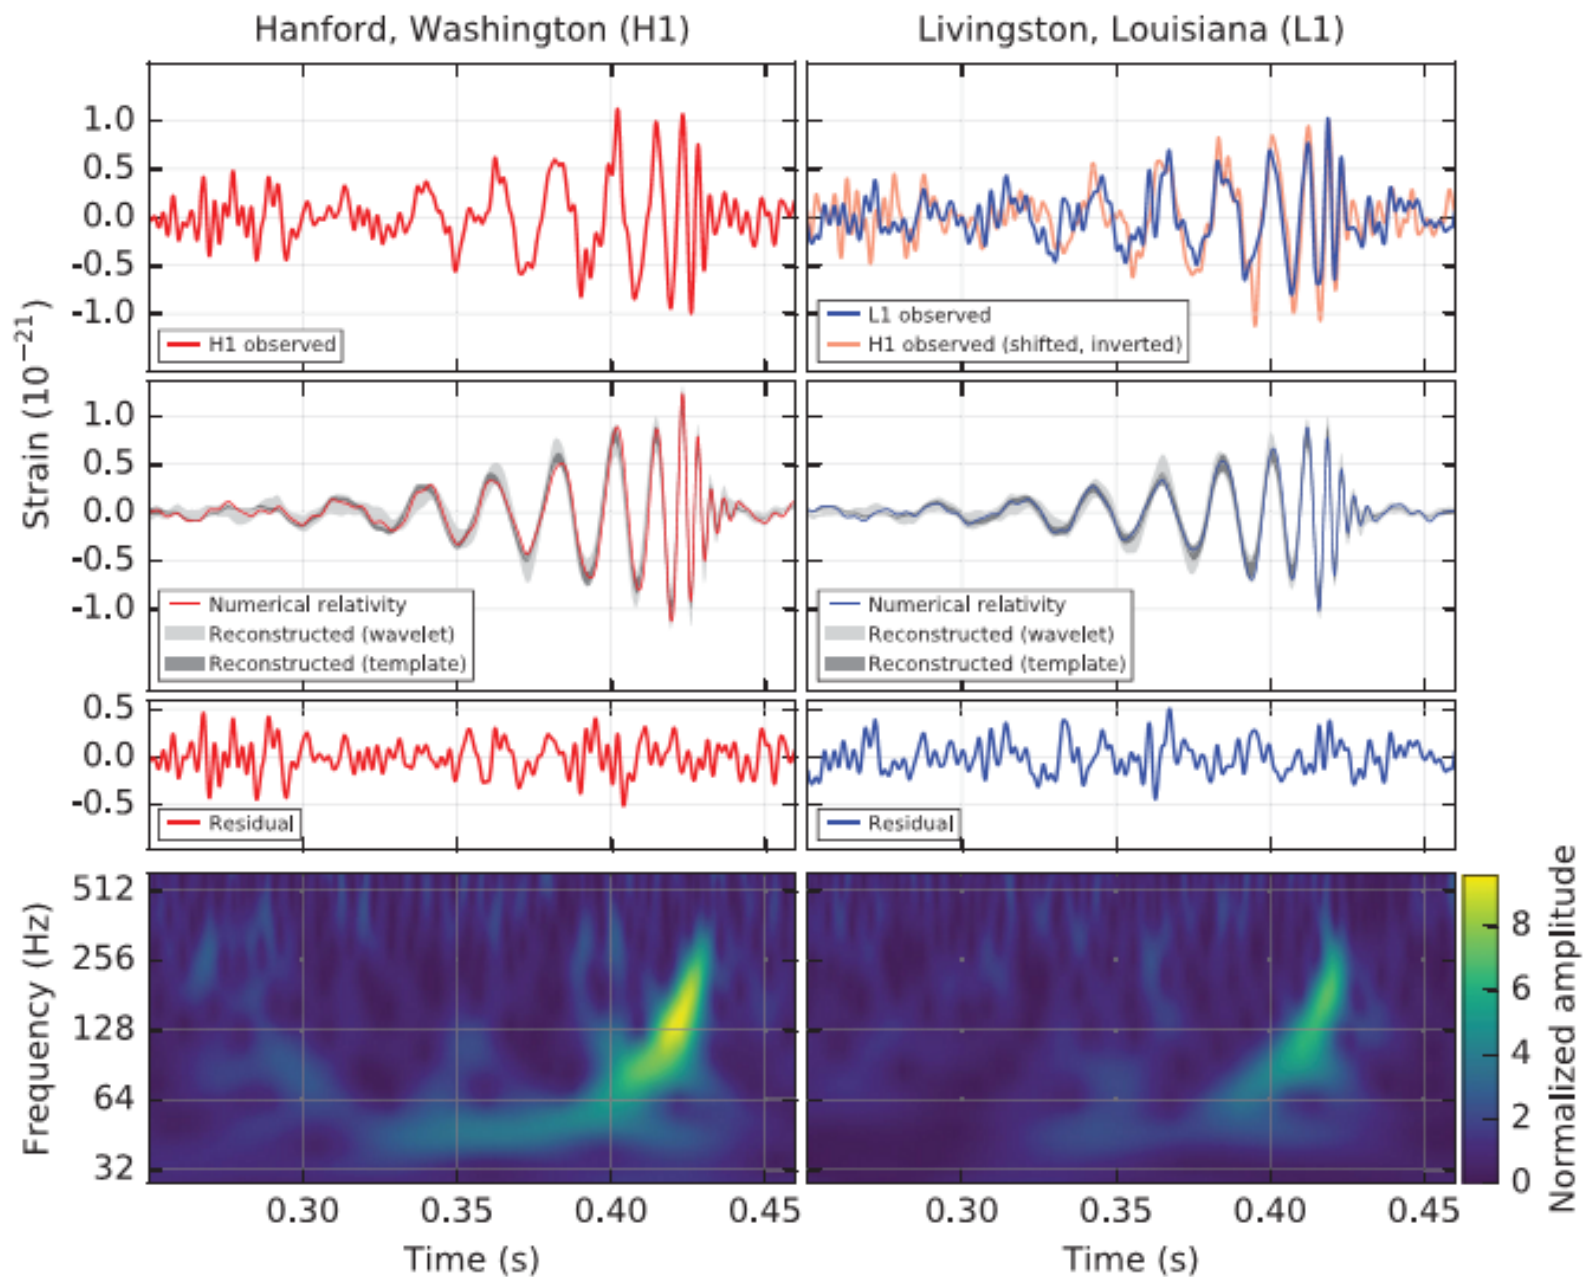 Hanford, Washington (H1)
Livingston, Louisiana (L1)
Strain (10⁻²¹)
1.0
0.5
0.0
-0.5
-1.0
H1 observed
L1 observed
H1 observed (shifted, inverted)
1.0
0.5
0.0
-0.5
-1.0
Numerical relativity
Reconstructed (wavelet)
Reconstructed (template)
Numerical relativity
Reconstructed (wavelet)
Reconstructed (template)
0.5
0.0
-0.5
Residual
Residual
Frequency (Hz)
512
256
128
64
32
0.30 0.35 0.40 0.45
Time (s)
0.30 0.35 0.40 0.45
Time (s)
8
6
4
2
0
Normalized amplitude